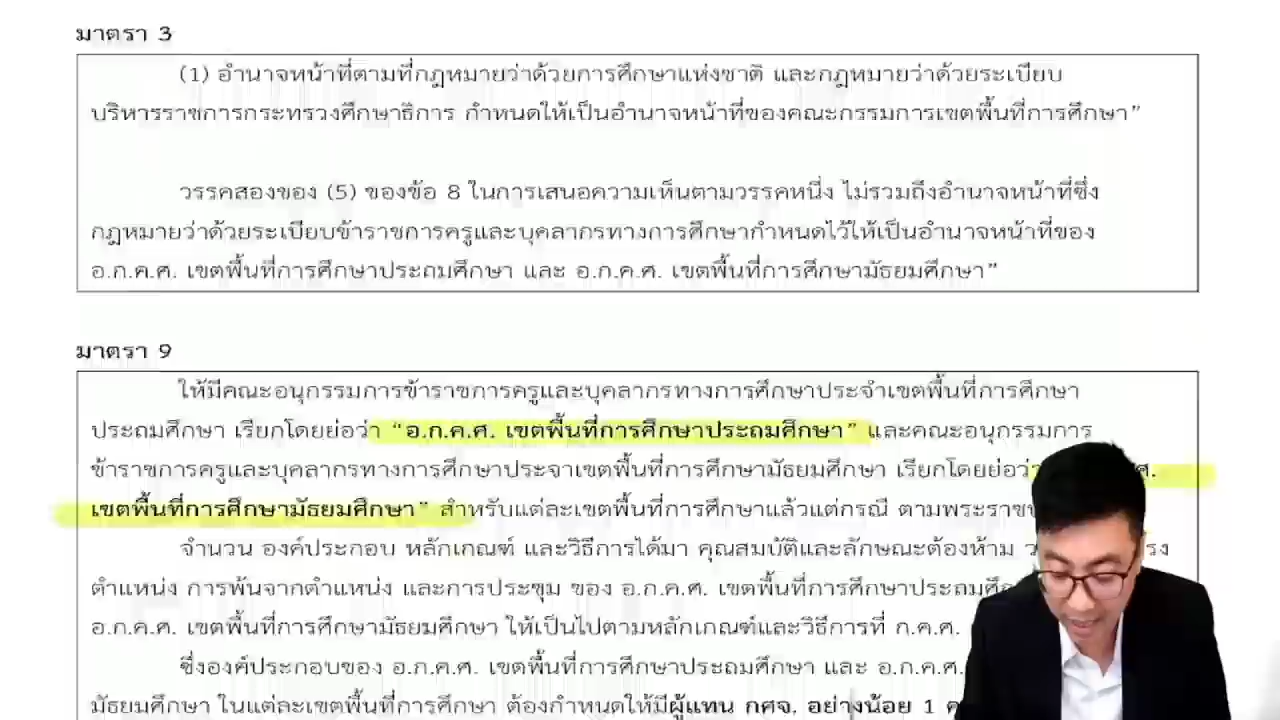 มาตรา 3
(1) อำนาจหน้าที่ตามที่กฎหมายว่าด้วยการศึกษาแห่งชาติ และกฎหมายว่าด้วยระเบียบ
บริหารราชการกระทรวงศึกษาธิการ กำหนดให้เป็นอำนาจหน้าที่ของคณะกรรมการเขตพื้นที่การศึกษา”
วรรคสองของ (5) ของข้อ 8 ในการเสนอความเห็นตามวรรคหนึ่ง ไม่รวมถึงอำนาจหน้าที่ซึ่ง
กฎหมายว่าด้วยระเบียบข้าราชการครูและบุคลากรทางการศึกษากำหนดไว้ให้เป็นอำนาจหน้าที่ของ
อ.ก.ค.ศ. เขตพื้นที่การศึกษาประถมศึกษา และ อ.ก.ค.ศ. เขตพื้นที่การศึกษามัธยมศึกษา”
มาตรา 9
ให้มีคณะอนุกรรมการข้าราชการครูและบุคลากรทางการศึกษาประจำเขตพื้นที่การศึกษา
ประถมศึกษา เรียกโดยย่อว่า “อ.ก.ค.ศ. เขตพื้นที่การศึกษาประถมศึกษา” และคณะอนุกรรมการ
ข้าราชการครูและบุคลากรทางการศึกษาประจาเขตพื้นที่การศึกษามัธยมศึกษา เรียกโดยย่อว่า ศ.
เขตพื้นที่การศึกษามัธยมศึกษา” สำหรับแต่ละเขตพื้นที่การศึกษาแล้วแต่กรณี ตามพระราช
จำนวน องค์ประกอบ หลักเกณฑ์ และวิธีการได้มา คุณสมบัติและลักษณะต้องห้าม ว รง
ตำแหน่ง การพ้นจากตำแหน่ง และการประชุม ของ อ.ก.ค.ศ. เขตพื้นที่การศึกษาประถมศึ
อ.ก.ค.ศ. เขตพื้นที่การศึกษามัธยมศึกษา ให้เป็นไปตามหลักเกณฑ์และวิธีการที่ ก.ค.ศ.
ซึ่งองค์ประกอบของ อ.ก.ค.ศ. เขตพื้นที่การศึกษาประถมศึกษา และ อ.ก.ค.ศ.
มัธยมศึกษา ในแต่ละเขตพื้นที่การศึกษา ต้องกำหนดให้มีผู้แทน กศจ. อย่างน้อย 1 ค